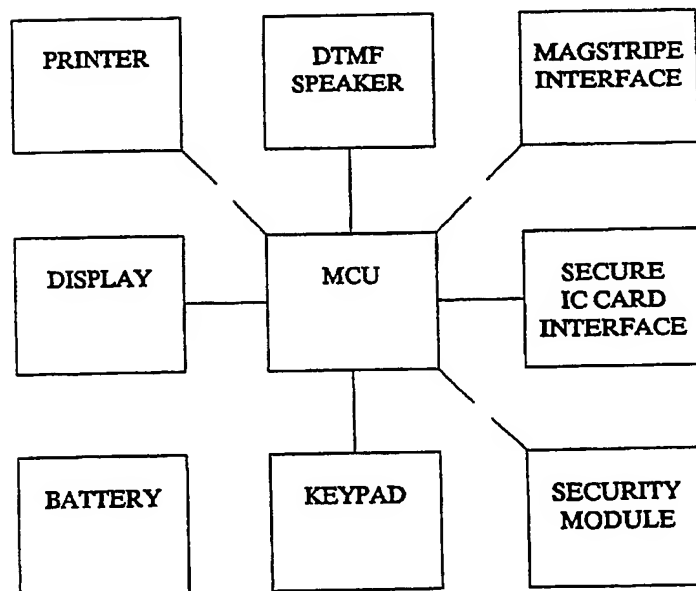 PRINTER
DTMF
SPEAKER
MAGSTRIPE
INTERFACE
DISPLAY
MCU
SECURE
IC CARD
INTERFACE
BATTERY
KEYPAD
SECURITY
MODULE